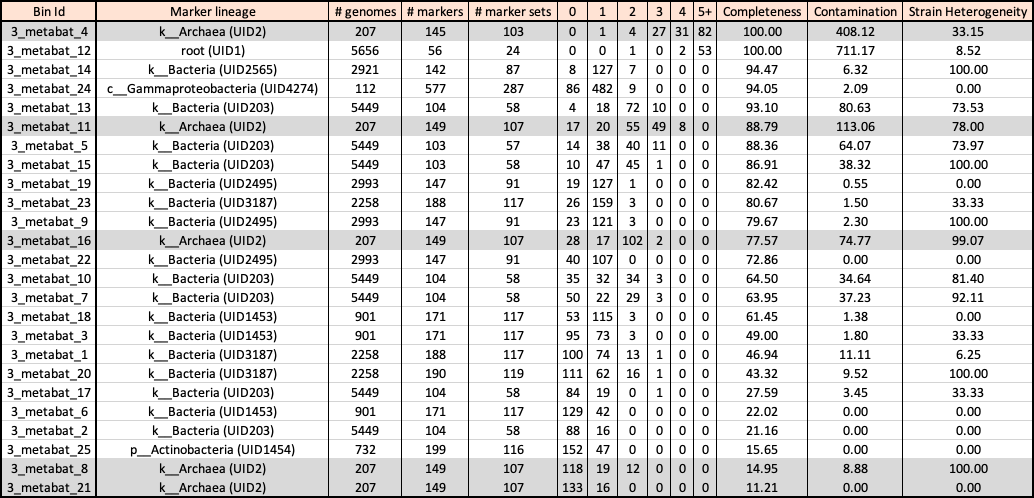 Bin Id Marker lineage # genomes # markers # marker sets 0 1 2 3 4 5+ Completeness Contamination Strain Heterogeneity
3_metabat_4 k__Archaea (UID2) 207 145 103 0 1 4 27 31 82 100.00 408.12 33.15
3_metabat_12 root (UID1) 5656 56 24 0 0 1 0 2 53 100.00 711.17 8.52
3_metabat_14 k__Bacteria (UID2565) 2921 142 87 8 127 7 0 0 0 94.47 6.32 100.00
3_metabat_24 c__Gammaproteobacteria (UID4274) 112 577 287 86 482 9 0 0 0 94.05 2.09 0.00
3_metabat_13 k__Bacteria (UID203) 5449 104 58 4 18 72 10 0 0 93.10 80.63 73.53
3_metabat_11 k__Archaea (UID2) 207 149 107 17 20 55 49 8 0 88.79 113.06 78.00
3_metabat_5 k__Bacteria (UID203) 5449 103 57 14 38 40 11 0 0 88.36 64.07 73.97
3_metabat_15 k__Bacteria (UID203) 5449 103 58 10 47 45 1 0 0 86.91 38.32 100.00
3_metabat_19 k__Bacteria (UID2495) 2993 147 91 19 127 1 0 0 0 82.42 0.55 0.00
3_metabat_23 k__Bacteria (UID3187) 2258 188 117 26 159 3 0 0 0 80.67 1.50 33.33
3_metabat_9 k__Bacteria (UID2495) 2993 147 91 23 121 3 0 0 0 79.67 2.30 100.00
3_metabat_16 k__Archaea (UID2) 207 149 107 28 17 102 2 0 0 77.57 74.77 99.07
3_metabat_22 k__Bacteria (UID2495) 2993 147 91 40 107 0 0 0 0 72.86 0.00 0.00
3_metabat_10 k__Bacteria (UID203) 5449 104 58 35 32 34 3 0 0 64.50 34.64 81.40
3_metabat_7 k__Bacteria (UID203) 5449 104 58 50 22 29 3 0 0 63.95 37.23 92.11
3_metabat_18 k__Bacteria (UID1453) 901 171 117 53 115 3 0 0 0 61.45 1.38 0.00
3_metabat_3 k__Bacteria (UID1453) 901 171 117 95 73 3 0 0 0 49.00 1.80 33.33
3_metabat_1 k__Bacteria (UID3187) 2258 188 117 100 74 13 1 0 0 46.94 11.11 6.25
3_metabat_20 k__Bacteria (UID3187) 2258 190 119 111 62 16 1 0 0 43.32 9.52 100.00
3_metabat_17 k__Bacteria (UID203) 5449 104 58 84 19 0 1 0 0 27.59 3.45 33.33
3_metabat_6 k__Bacteria (UID1453) 901 171 117 129 42 0 0 0 0 22.02 0.00 0.00
3_metabat_2 k__Bacteria (UID203) 5449 104 58 88 16 0 0 0 0 21.16 0.00 0.00
3_metabat_25 p__Actinobacteria (UID1454) 732 199 116 152 47 0 0 0 0 15.65 0.00 0.00
3_metabat_8 k__Archaea (UID2) 207 149 107 118 19 12 0 0 0 14.95 8.88 100.00
3_metabat_21 k__Archaea (UID2) 207 149 107 133 16 0 0 0 0 11.21 0.00 0.00